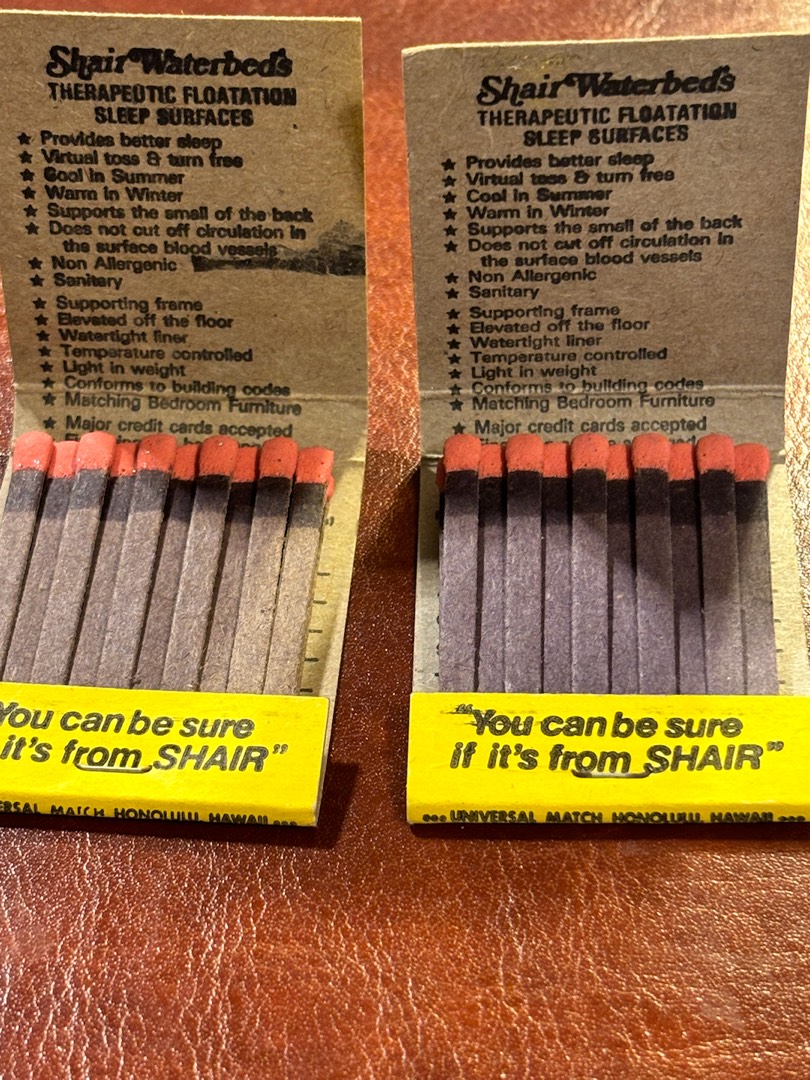 Shair Waterbed's
THERAPEUTIC FLOATATION
SLEEP SURFACES
★ Provides better sleep
★ Virtual toss & turn free
★ Cool in Summer
★ Warm in Winter
★ Supports the small of the back
★ Does not cut off circulation in
the surface blood vessels
★ Non Allergenic
★ Sanitary
★ Supporting frame
★ Elevated off the floor
★ Watertight liner
★ Temperature controlled
★ Light in weight
★ Conforms to building codes
★ Matching Bedroom Furniture
★ Major credit cards accepted
You can be sure
it's from SHAIR"
MATCH HONOLULU, HAWAII
Shair Waterbed's
THERAPEUTIC FLOATATION
SLEEP SURFACES
★ Provides better sleep
★ Virtual toss & turn free
★ Cool in Summer
★ Warm in Winter
★ Supports the small of the back
★ Does not cut off circulation in
the surface blood vessels
★ Non Allergenic
★ Sanitary
★ Supporting frame
★ Elevated off the floor
★ Watertight liner
★ Temperature controlled
★ Light in weight
★ Conforms to building codes
★ Matching Bedroom Furniture
★ Major credit cards accepted
"You can be sure
if it's from SHAIR"
••• UNIVERSAL MATCH HONOLULU, HAWAII •••